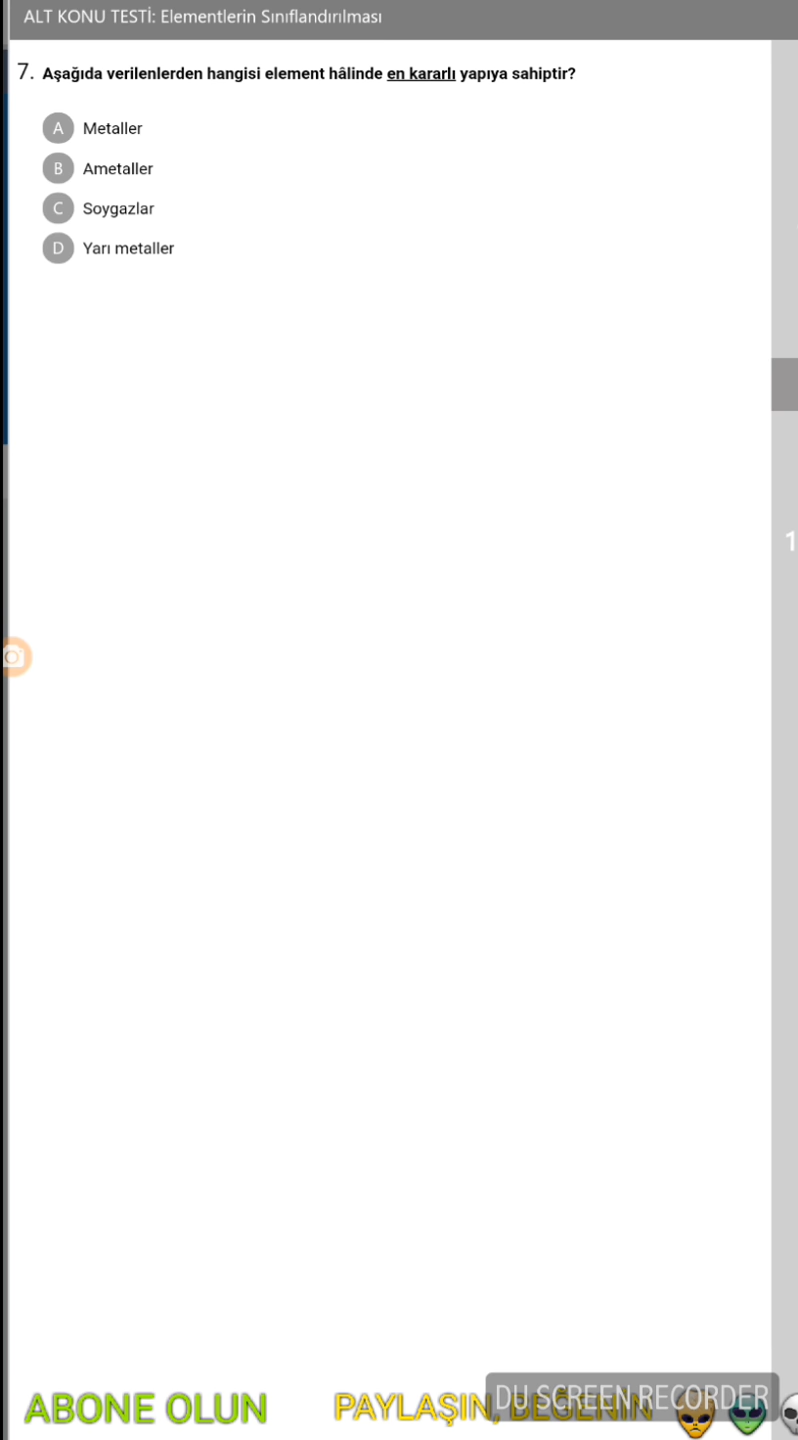 ALT KONU TESTİ: Elementlerin Sınıflandırılması
7. Aşağıda verilenlerden hangisi element hâlinde en kararlı yapıya sahiptir?
A Metaller
B Ametaller
C Soygazlar
D Yarı metaller
1
ABONE OLUN PAYLAŞIN, BEĞENİN
DU SCREEN RECORDER